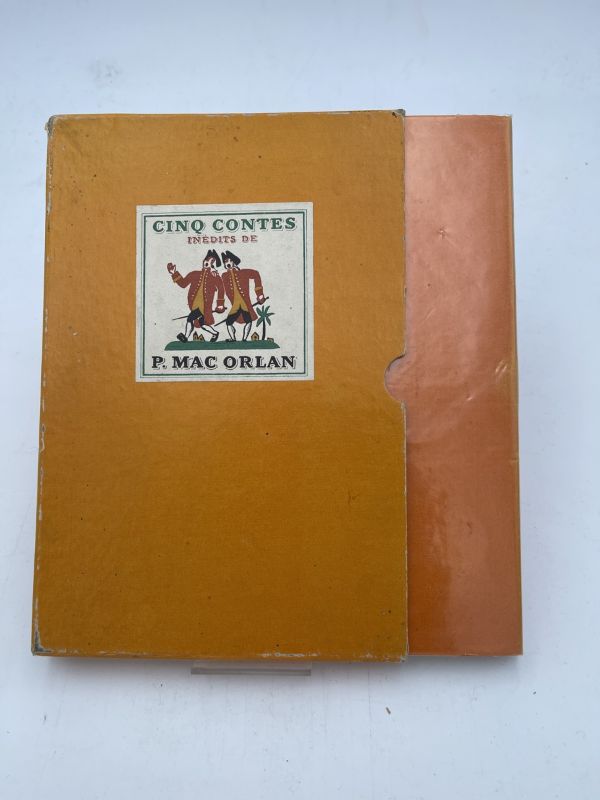 CINQ CONTES
INÉDITS DE
P. MAC ORLAN